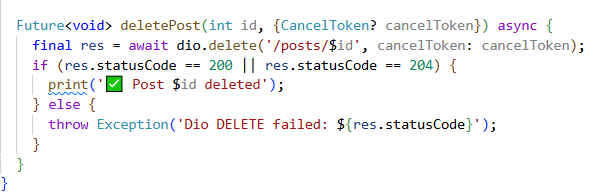 Future<void> deletePost(int id, {CancelToken? cancelToken}) async {
  final res = await dio.delete('/posts/$id', cancelToken: cancelToken);
  if (res.statusCode == 200 || res.statusCode == 204) {
    print('✅ Post $id deleted');
  } else {
    throw Exception('Dio DELETE failed: ${res.statusCode}');
  }
}
}